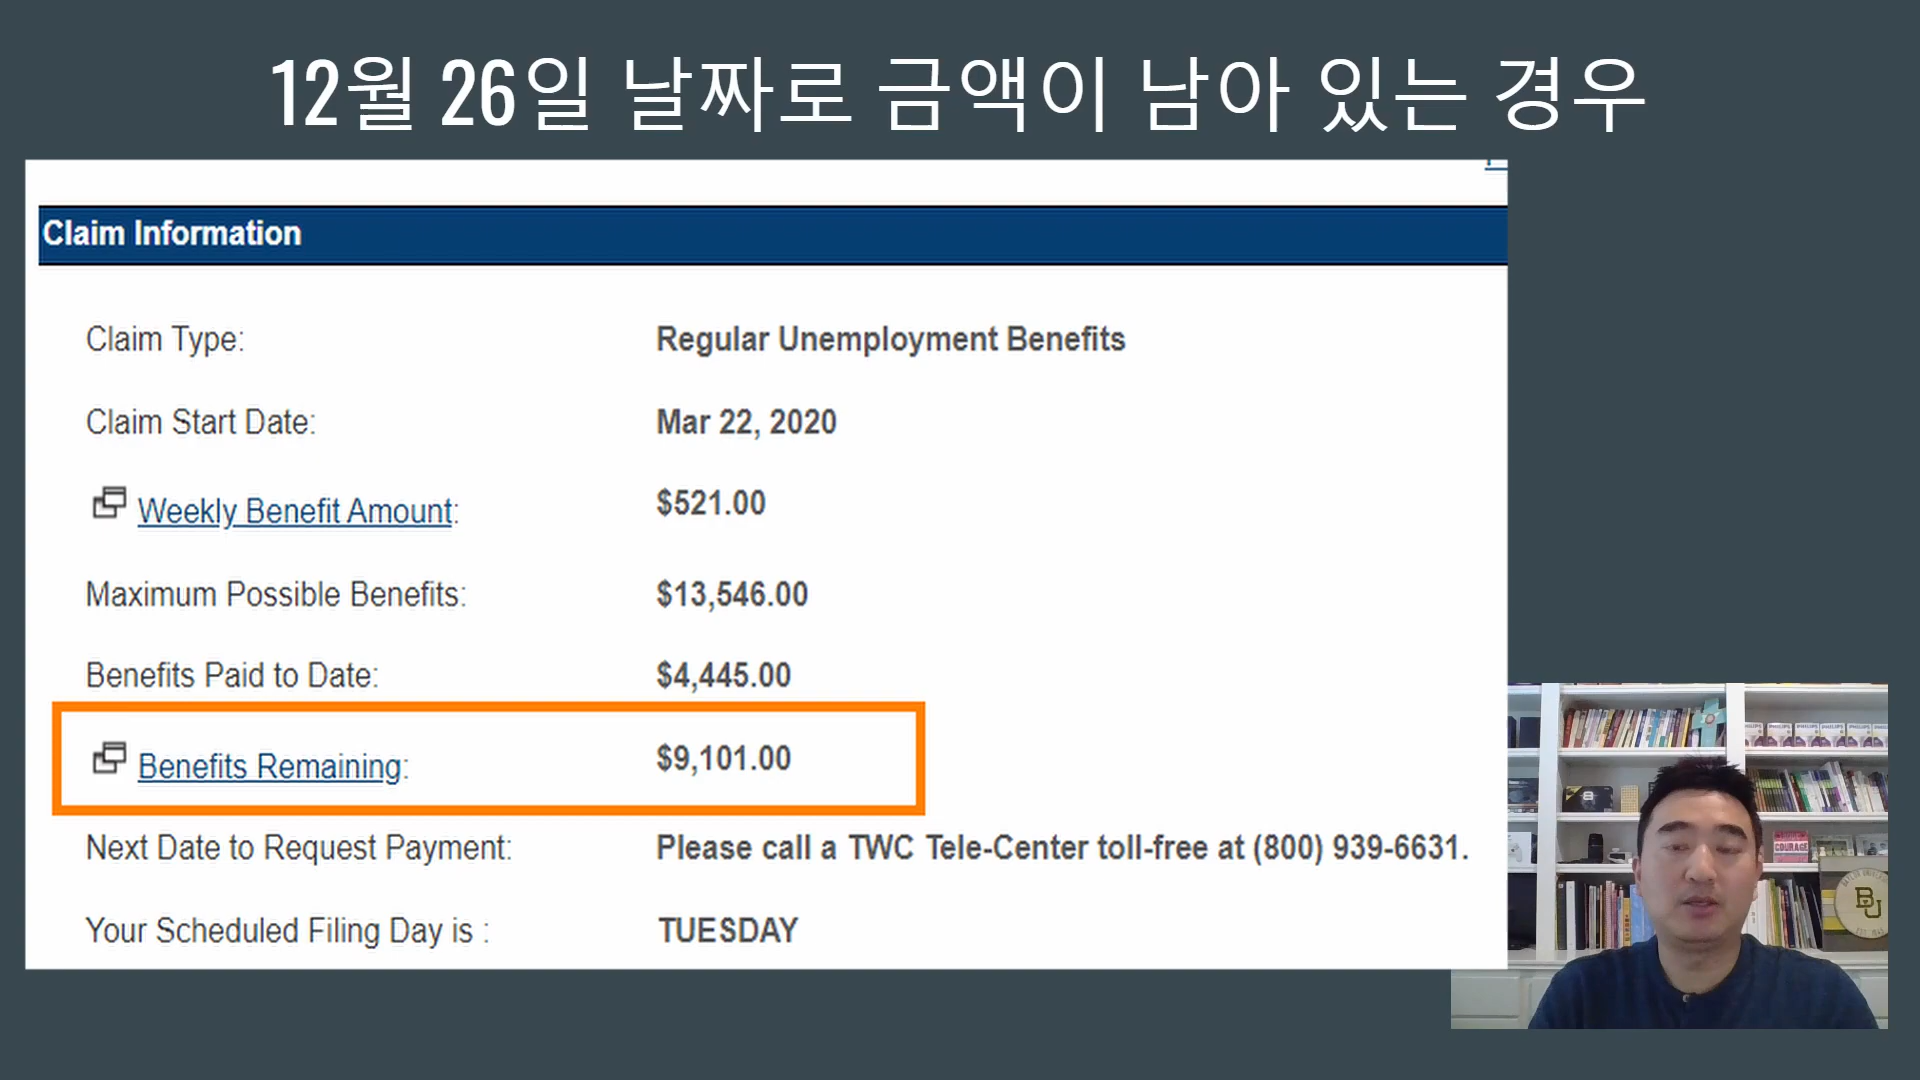 12월 26일 날짜로 금액이 남아 있는 경우
Claim Information
Claim Type: Regular Unemployment Benefits
Claim Start Date: Mar 22, 2020
Weekly Benefit Amount: $521.00
Maximum Possible Benefits: $13,546.00
Benefits Paid to Date: $4,445.00
Benefits Remaining: $9,101.00
Next Date to Request Payment: Please call a TWC Tele-Center toll-free at (800) 939-6631.
Your Scheduled Filing Day is : TUESDAY
COURAGE
BU